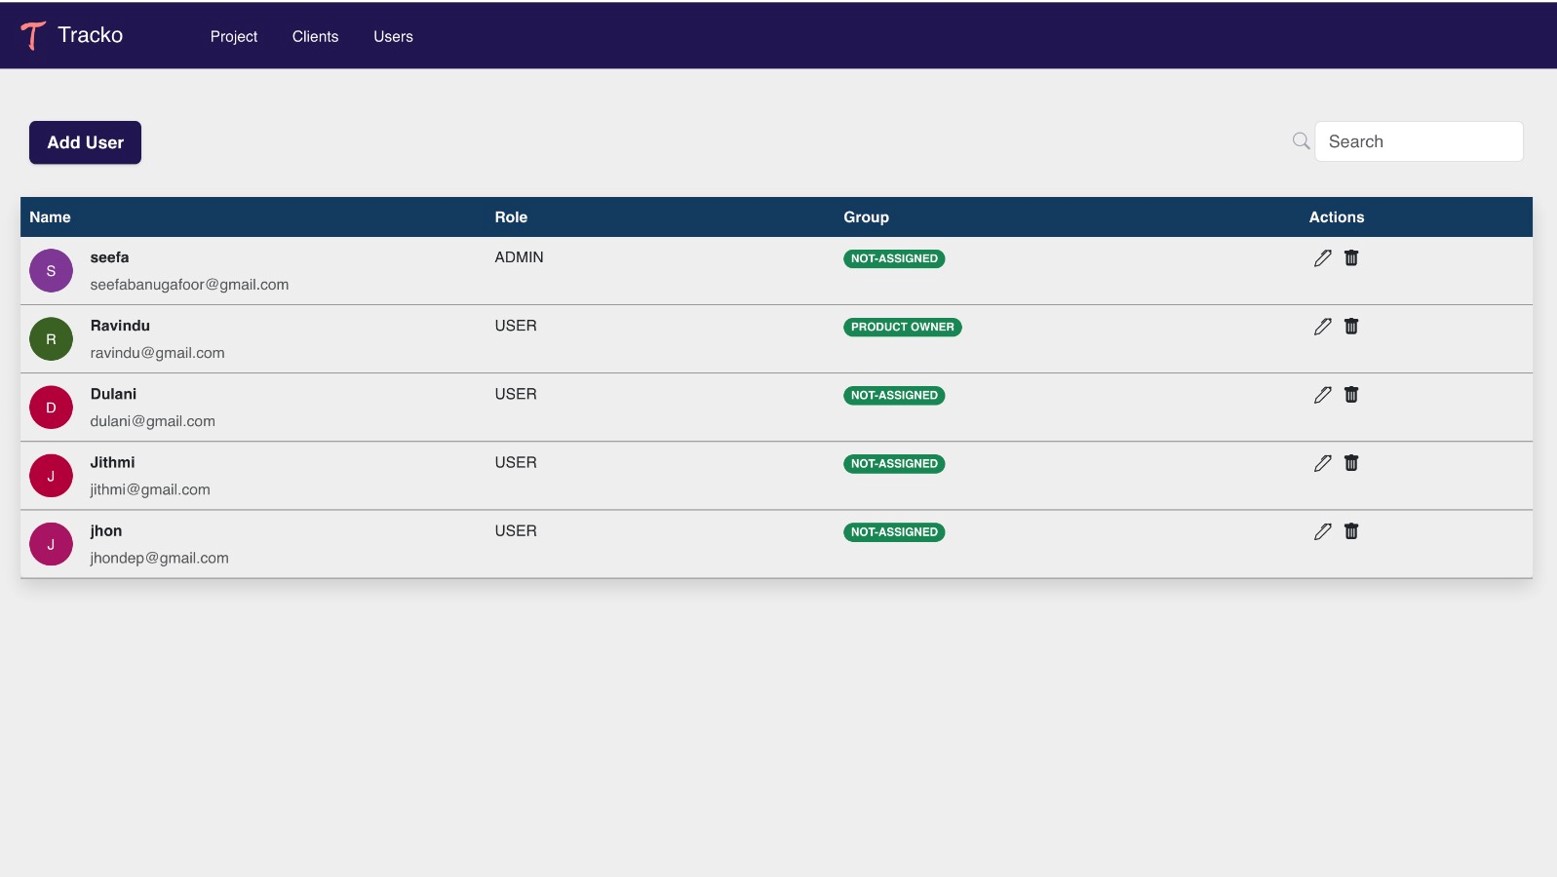 Tracko Project Clients Users
Add User Search
Name Role Group Actions
S seefa ADMIN NOT-ASSIGNED
seefabanugafoor@gmail.com
R Ravindu USER PRODUCT OWNER
ravindu@gmail.com
D Dulani USER NOT-ASSIGNED
dulani@gmail.com
J Jithmi USER NOT-ASSIGNED
jithmi@gmail.com
J jhon USER NOT-ASSIGNED
jhondep@gmail.com